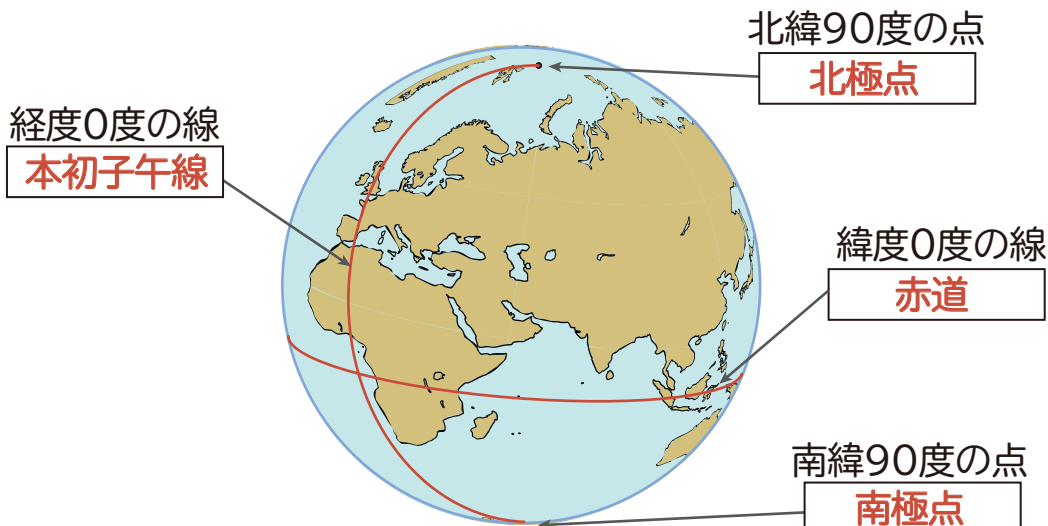 北緯90度の点
北極点
経度0度の線
本初子午線
緯度0度の線
赤道
南緯90度の点
南極点